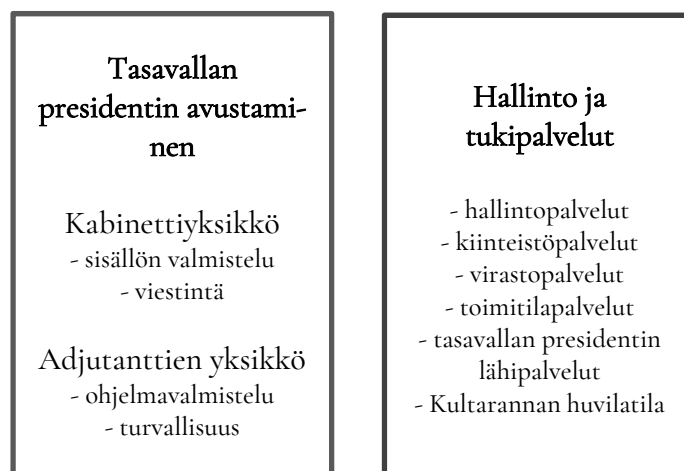 Tasavallan
presidentin avustami-
nen
Kabinettiyksikkö
- sisällön valmistelu
- viestintä
Adjutanttien yksikkö
- ohjelmavalmistelu
- turvallisuus
Hallinto ja
tukipalvelut
- hallintopalvelut
- kiinteistöpalvelut
- virastopalvelut
- toimitilapalvelut
- tasavallan presidentin
lähipalvelut
- Kultarannan huvilatila